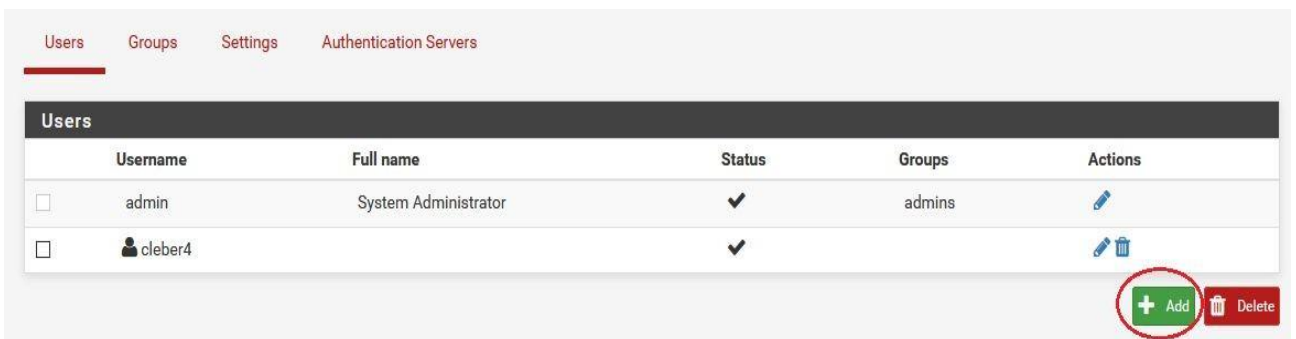 Users Groups Settings Authentication Servers
Users
Username Full name Status Groups Actions
admin System Administrator admins
cleber4
Add Delete